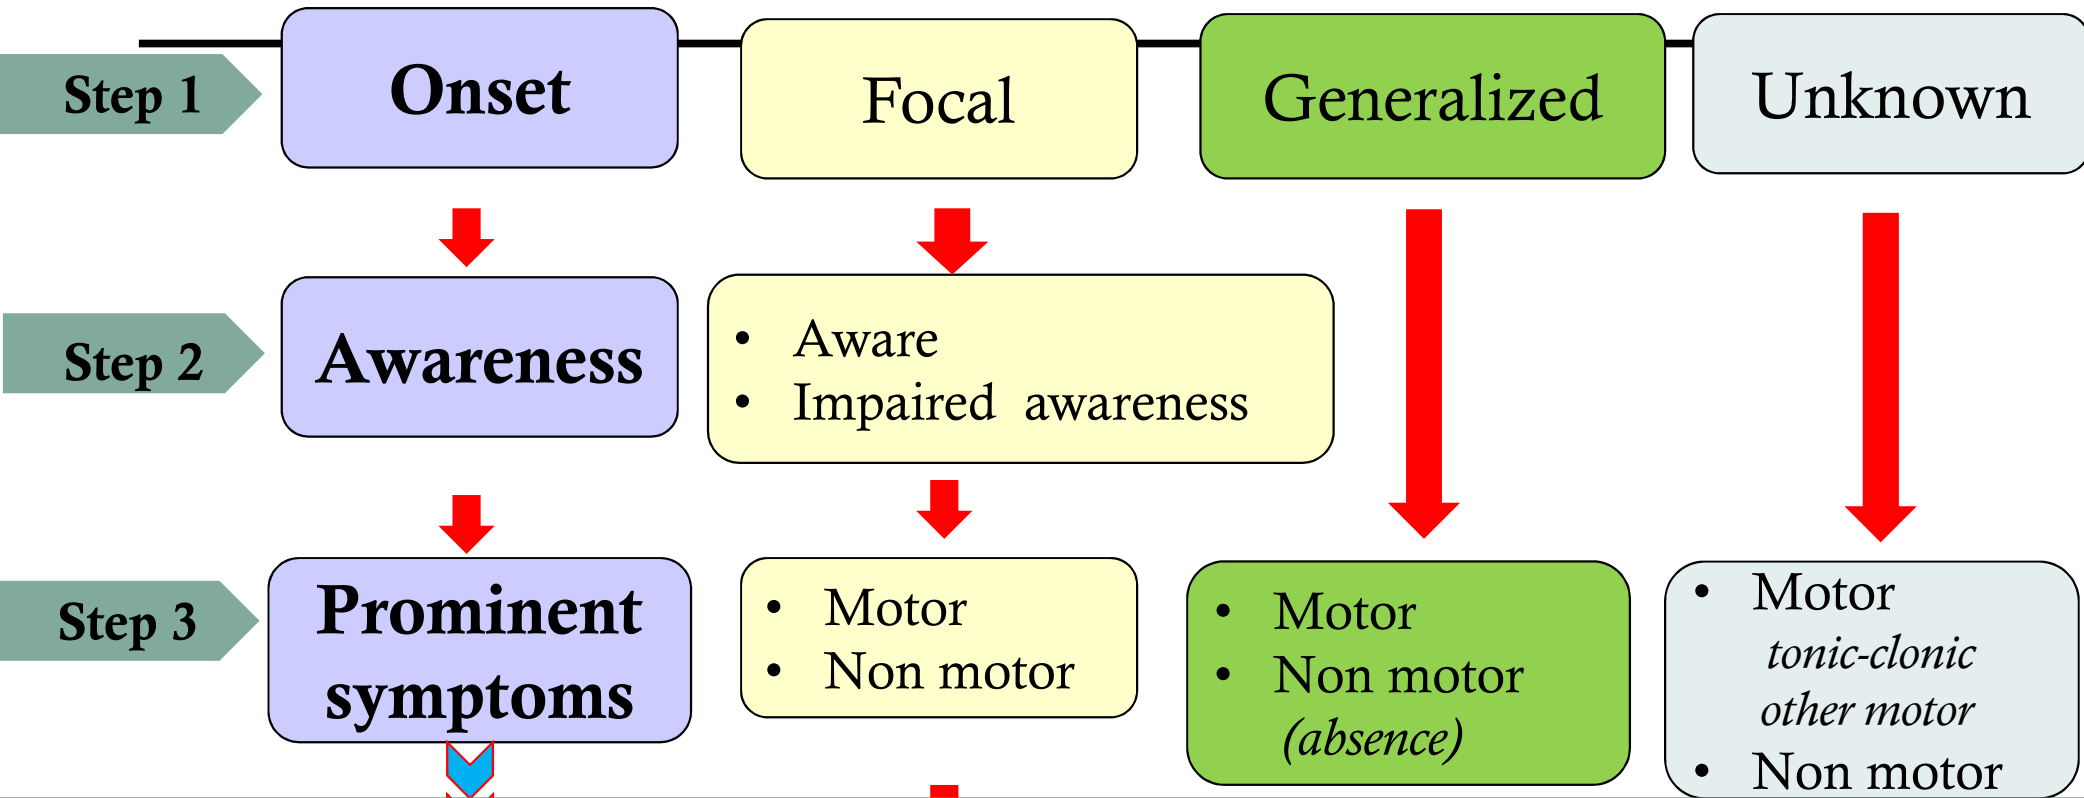 Step 1
Onset
Focal
Generalized
Unknown
Step 2
Awareness
• Aware
• Impaired awareness
Step 3
Prominent
symptoms
• Motor
• Non motor
• Motor
• Non motor
(absence)
• Motor
tonic-clonic
other motor
• Non motor